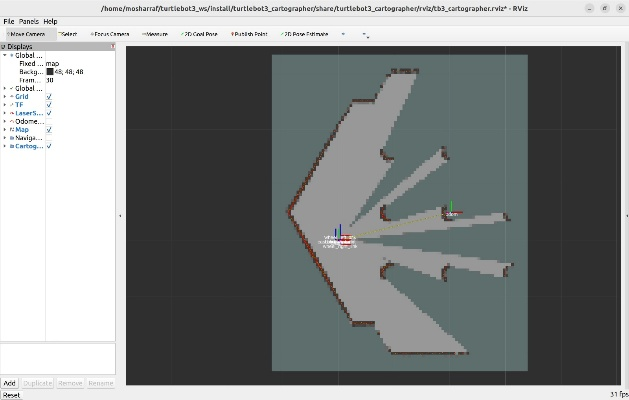 /home/mosharraf/turtlebot3_ws/install/turtlebot3_cartographer/share/turtlebot3_cartographer/rviz/tb3_cartographer.rviz* - RViz
File Panels Help
Move Camera Select Focus Camera Measure 2D Goal Pose Publish Point 2D Pose Estimate
Displays
Global ...
Fixed ... map
Backg... 48; 48; 48
Fram... 30
Global ...
Grid
TF
LaserS...
Odome...
Map
Naviga...
Cartog...
odom
Add Duplicate Remove Rename
Reset
31 fps